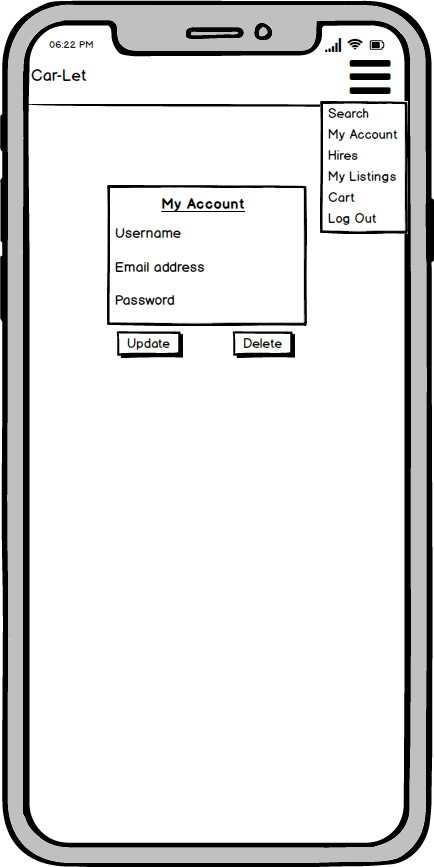 06:22 PM
Car-Let
Search
My Account
Hires
My Listings
Cart
Log Out
My Account
Username
Email address
Password
Update
Delete